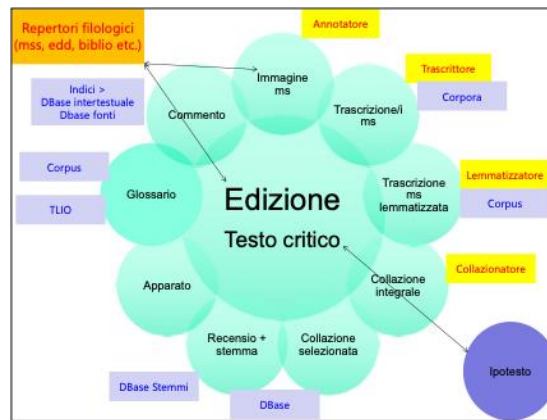 Repertori filologici
(mss, edd, biblio etc.)
Annotatore
Immagine
ms
Trascrittore
Trascrizione/i
ms
Corpora
Indici >
DBase intertestuale
Dbase fonti
Commento
Lemmatizzatore
Trascrizione
ms
lemmatizzata
Corpus
Corpus
TLIO
Glossario
Edizione
Testo critico
Collazionatore
Collazione
integrale
Apparato
Recensio +
stemma
Collazione
selezionata
Ipotesto
DBase Stemmi
DBase